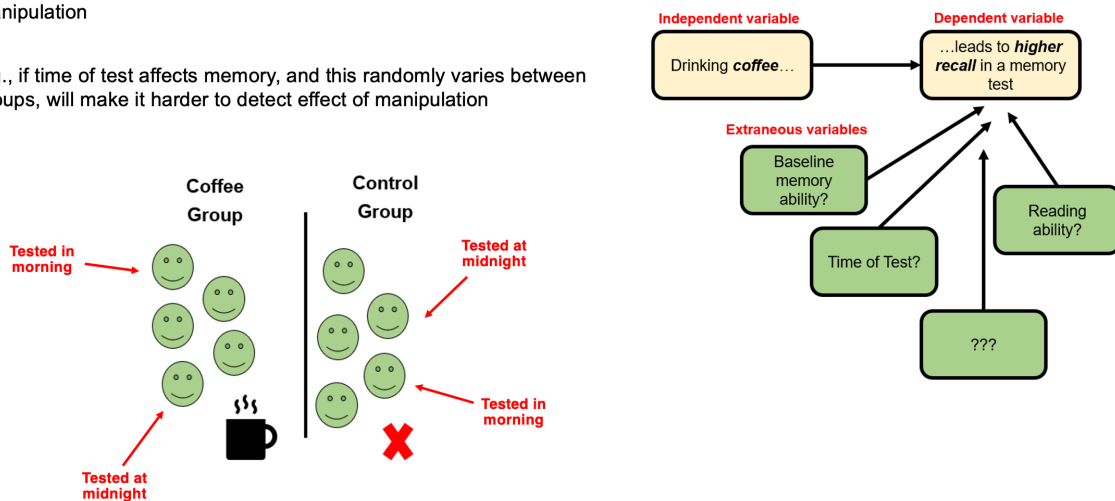 nipulation
., if time of test affects memory, and this randomly varies between
oups, will make it harder to detect effect of manipulation
Coffee
Group
Control
Group
Tested in
morning
Tested at
midnight
Tested in
morning
Tested at
midnight
Independent variable
Dependent variable
Drinking coffee…
…leads to higher
recall in a memory
test
Extraneous variables
Baseline
memory
ability?
Reading
ability?
Time of Test?
???